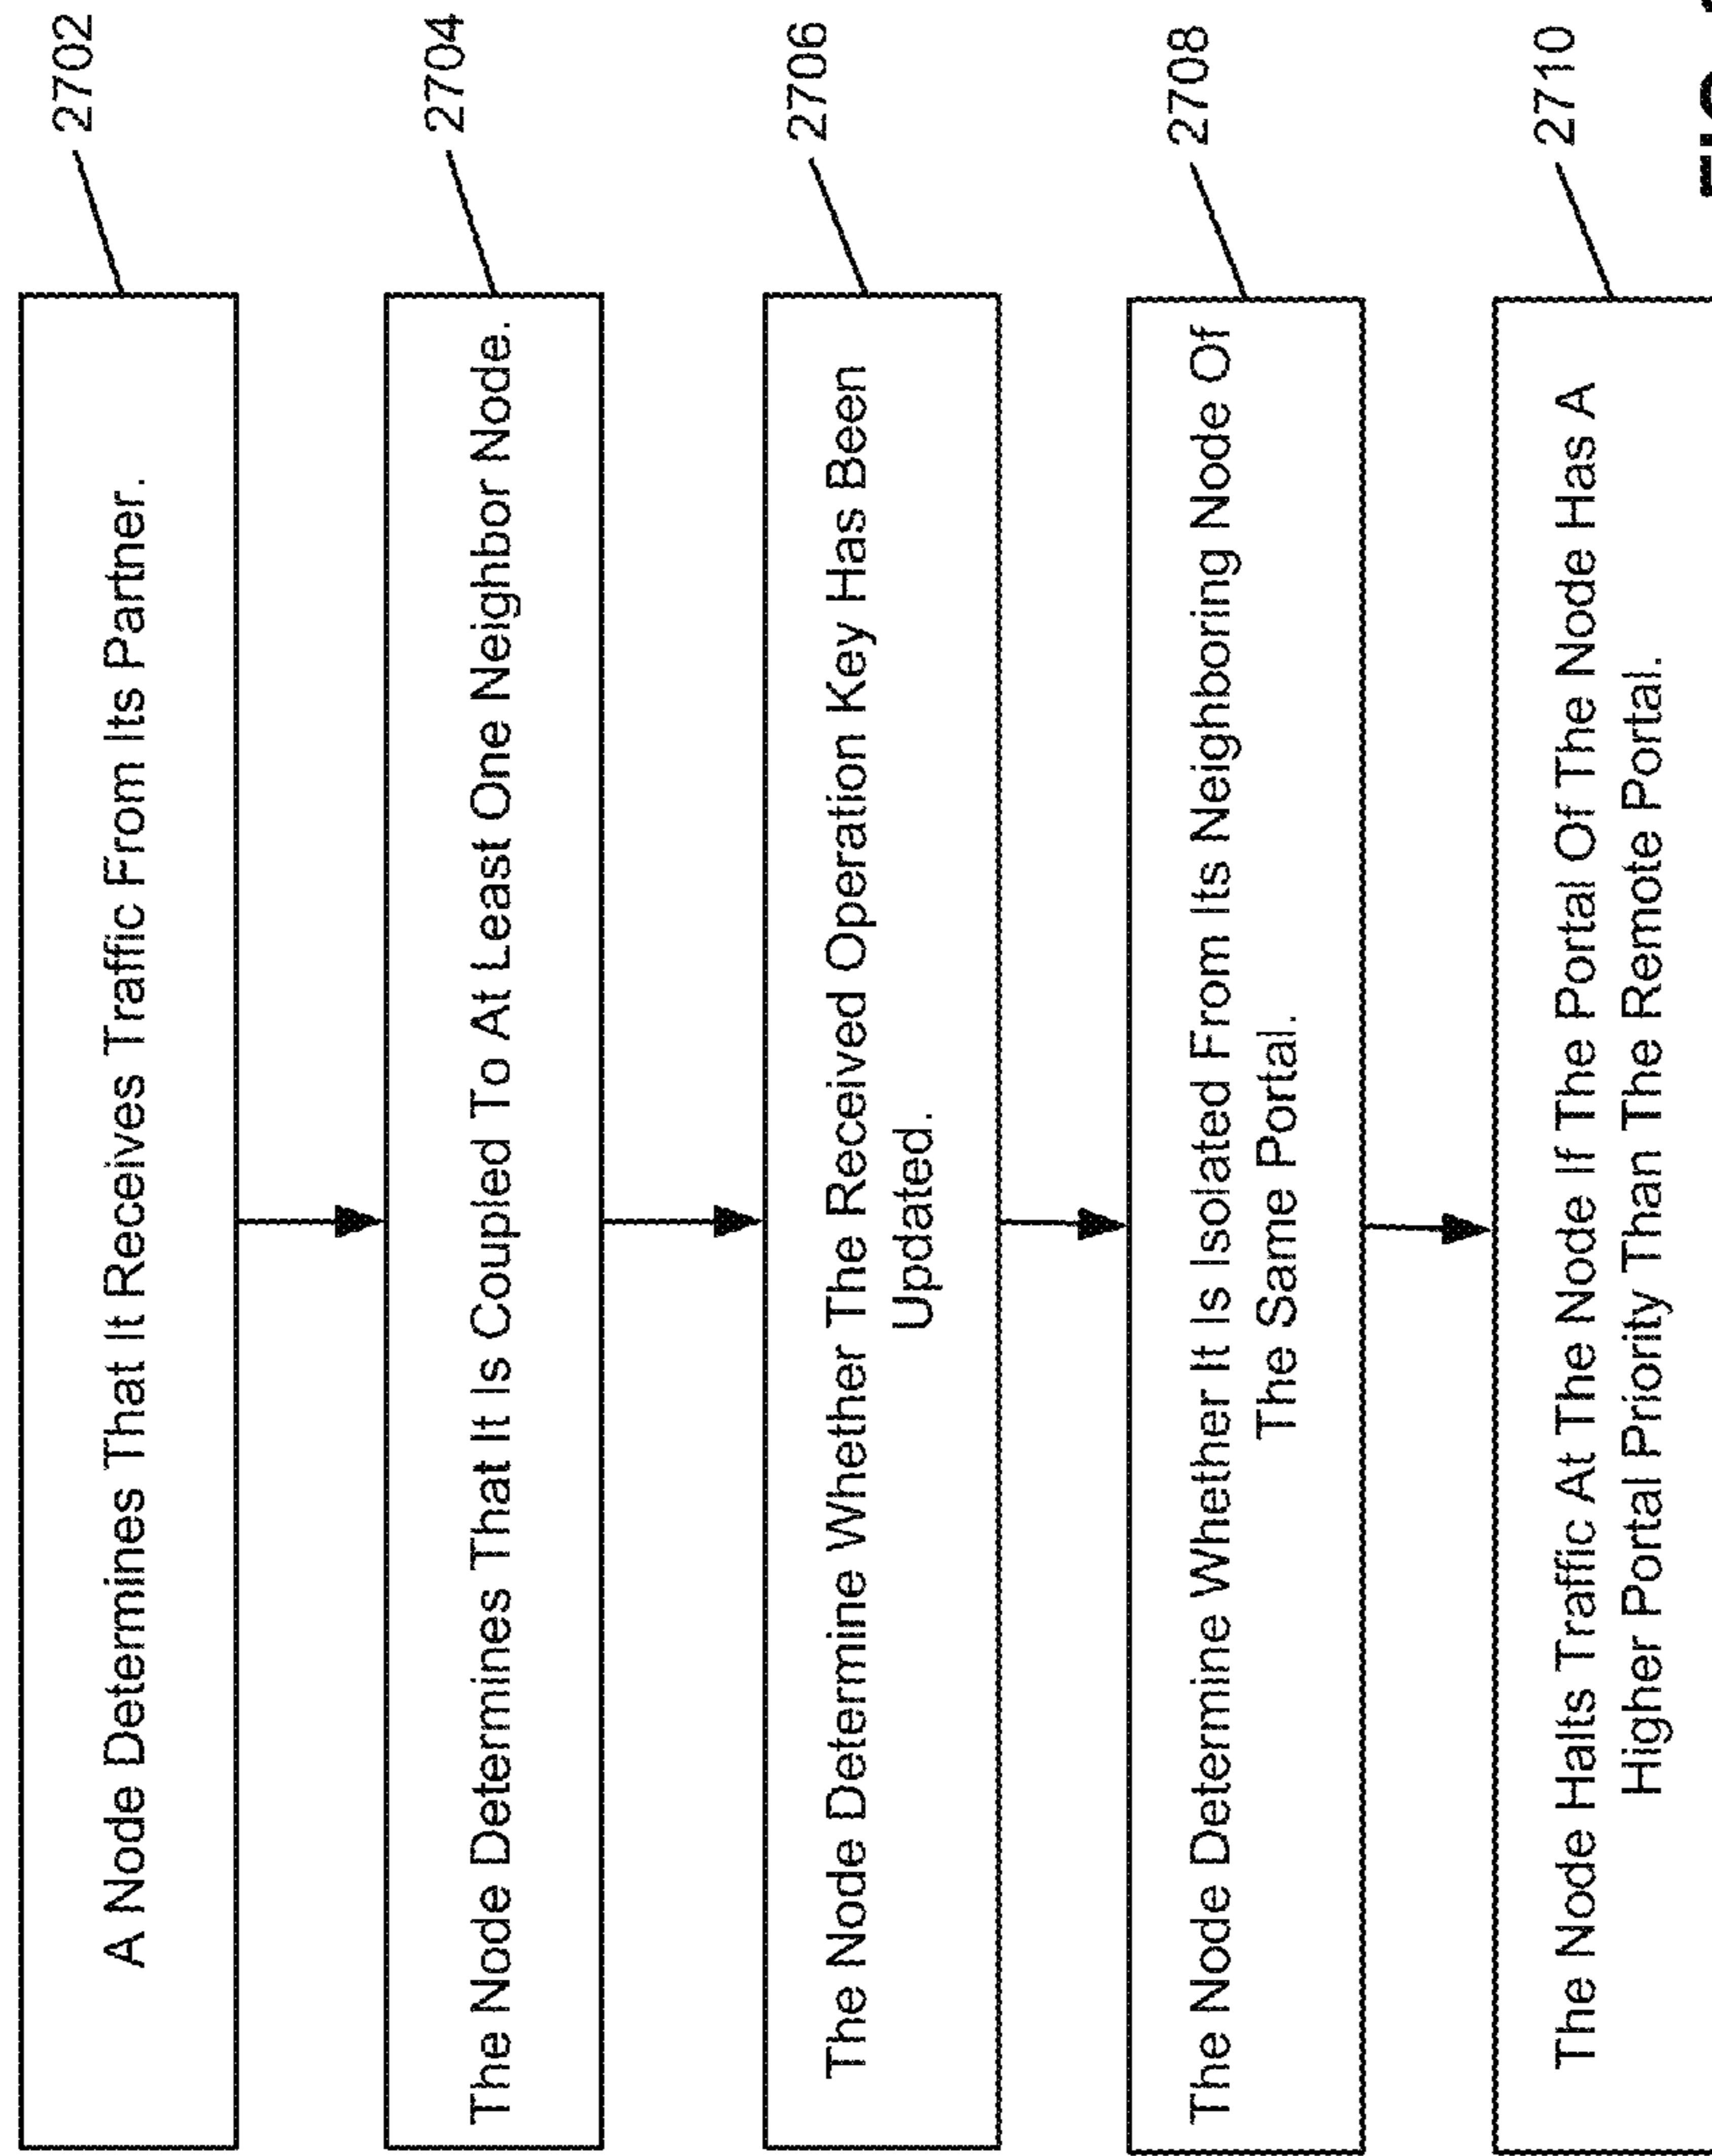 A Node Determines That It Receives Traffic From Its Partner.
2702
The Node Determines That It Is Coupled To At Least One Neighbor Node.
2704
The Node Determine Whether The Received Operation Key Has Been
Updated.
2706
The Node Determine Whether It Is Isolated From Its Neighboring Node Of
The Same Portal.
2708
The Node Halts Traffic At The Node If The Portal Of The Node Has A
Higher Portal Priority Than The Remote Portal.
2710